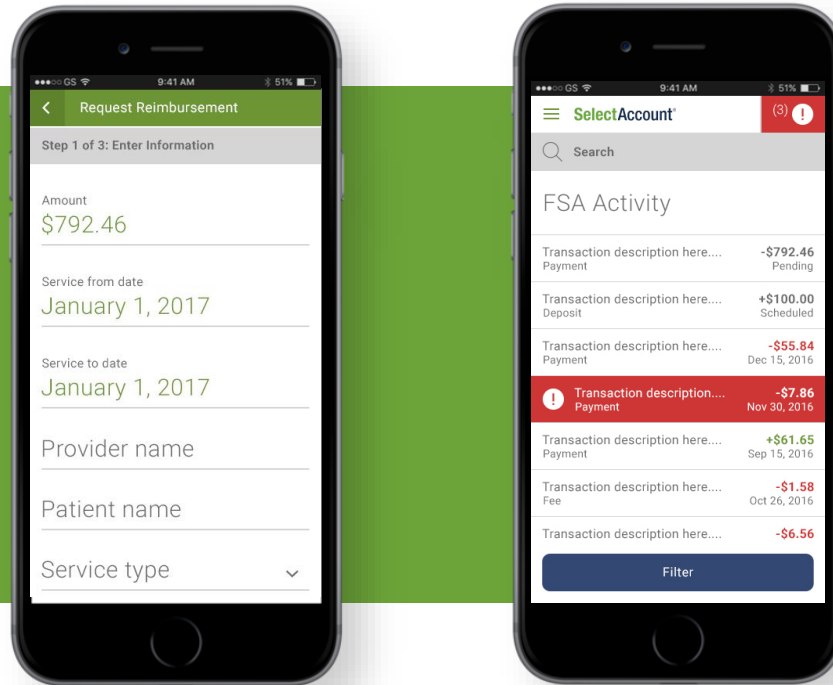 GS 9:41 AM 51%
Request Reimbursement
Step 1 of 3: Enter Information
Amount
$792.46
Service from date
January 1, 2017
Service to date
January 1, 2017
Provider name
Patient name
Service type
GS 9:41 AM 51%
SelectAccount®
(3) !
Search
FSA Activity
Transaction description here.... -$792.46
Payment Pending
Transaction description here.... +$100.00
Deposit Scheduled
Transaction description here.... -$55.84
Payment Dec 15, 2016
! Transaction description.... -$7.86
Payment Nov 30, 2016
Transaction description here.... +$61.65
Payment Sep 15, 2016
Transaction description here.... -$1.58
Fee Oct 26, 2016
Transaction description here.... -$6.56
Filter